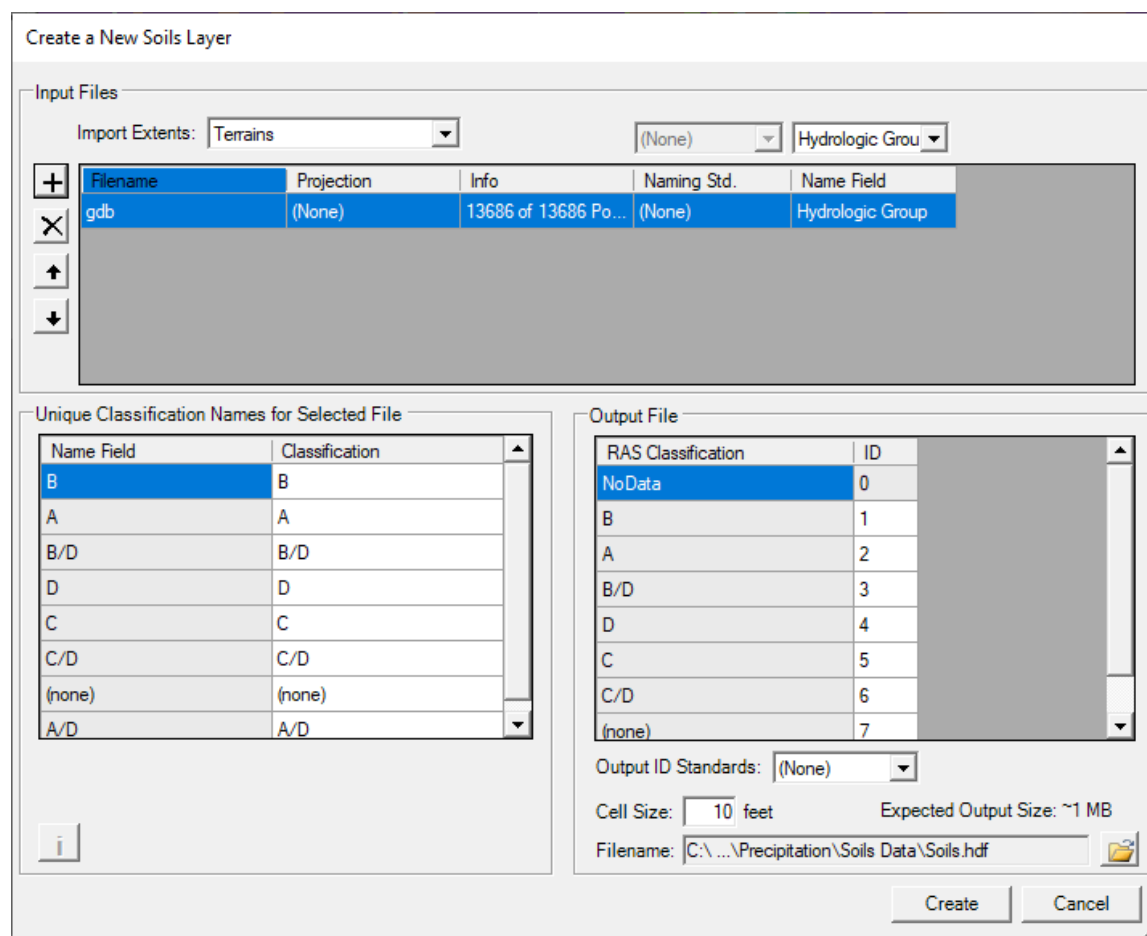 Create a New Soils Layer
Input Files
Import Extents: Terrains (None) Hydrologic Grou
Filename Projection Info Naming Std. Name Field
gdb (None) 13686 of 13686 Po... (None) Hydrologic Group
Unique Classification Names for Selected File
Name Field Classification
B B
A A
B/D B/D
D D
C C
C/D C/D
(none) (none)
A/D A/D
Output File
RAS Classification ID
NoData 0
B 1
A 2
B/D 3
D 4
C 5
C/D 6
(none) 7
Output ID Standards: (None)
Cell Size: 10 feet Expected Output Size: ~1 MB
Filename: C:\ ...\Precipitation\Soils Data\Soils.hdf
i
Create Cancel